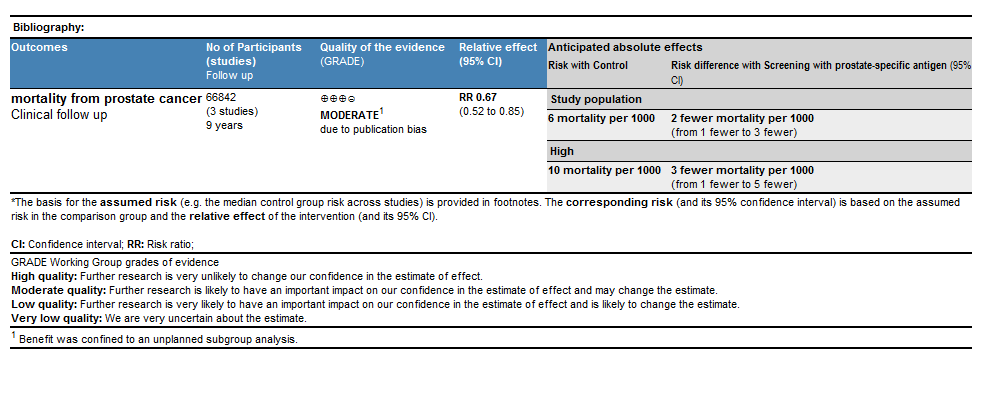 Bibliography:
Outcomes No of Participants Quality of the evidence Relative effect Anticipated absolute effects
(studies) (GRADE) (95% CI) Risk with Control Risk difference with Screening with prostate-specific antigen (95%
Follow up CI)
mortality from prostate cancer 66842 ⊕⊕⊕⊝ RR 0.67 Study population
Clinical follow up (3 studies) MODERATE1 (0.52 to 0.85) 6 mortality per 1000 2 fewer mortality per 1000
9 years due to publication bias (from 1 fewer to 3 fewer)
High
10 mortality per 1000 3 fewer mortality per 1000
(from 1 fewer to 5 fewer)
*The basis for the assumed risk (e.g. the median control group risk across studies) is provided in footnotes. The corresponding risk (and its 95% confidence interval) is based on the assumed
risk in the comparison group and the relative effect of the intervention (and its 95% CI).
CI: Confidence interval; RR: Risk ratio;
GRADE Working Group grades of evidence
High quality: Further research is very unlikely to change our confidence in the estimate of effect.
Moderate quality: Further research is likely to have an important impact on our confidence in the estimate of effect and may change the estimate.
Low quality: Further research is very likely to have an important impact on our confidence in the estimate of effect and is likely to change the estimate.
Very low quality: We are very uncertain about the estimate.
1 Benefit was confined to an unplanned subgroup analysis.